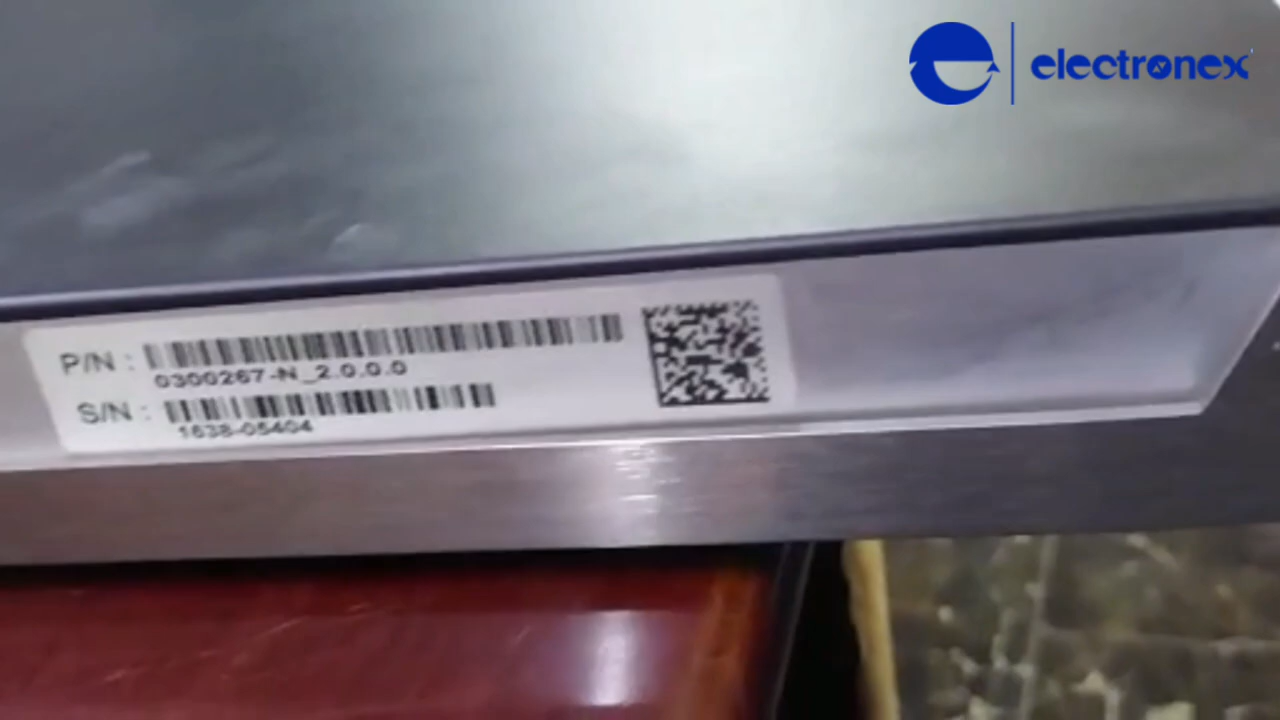 electronex
P/N :
0300267-N_2.0.0.0
S/N :
1638-05404